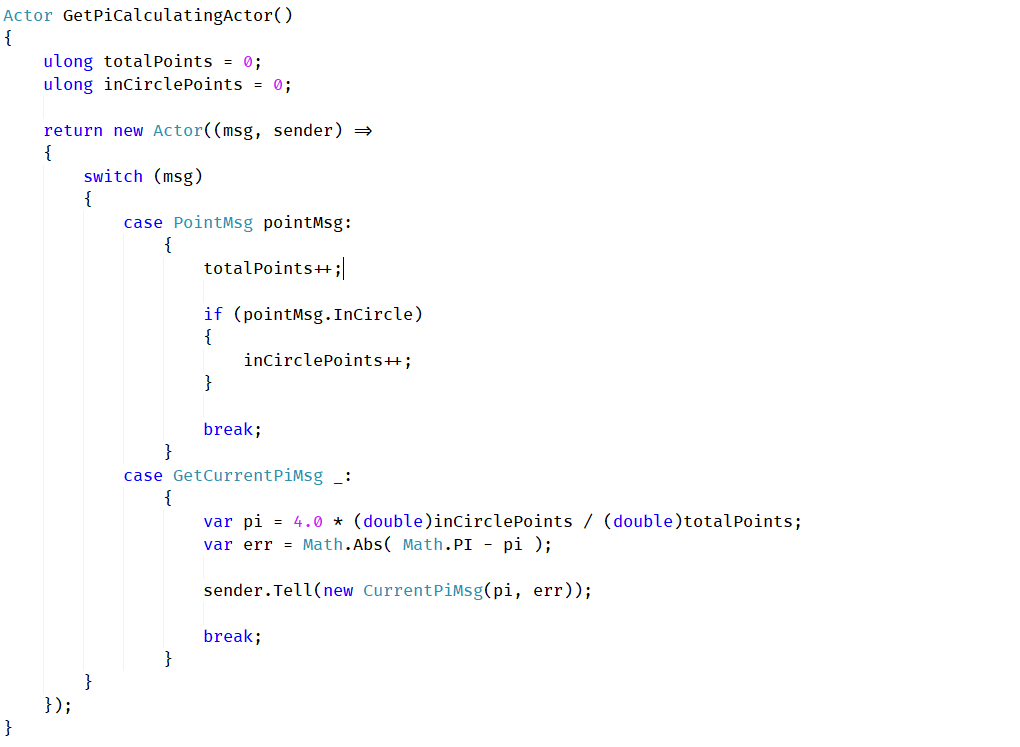 Actor GetPiCalculatingActor()
{
    ulong totalPoints = 0;
    ulong inCirclePoints = 0;

    return new Actor((msg, sender) =>
    {
        switch (msg)
        {
            case PointMsg pointMsg:
                {
                    totalPoints++;

                    if (pointMsg.InCircle)
                    {
                        inCirclePoints++;
                    }

                    break;
                }
            case GetCurrentPiMsg _:
                {
                    var pi = 4.0 * (double)inCirclePoints / (double)totalPoints;
                    var err = Math.Abs( Math.PI - pi );

                    sender.Tell(new CurrentPiMsg(pi, err));

                    break;
                }
        }
    });
}